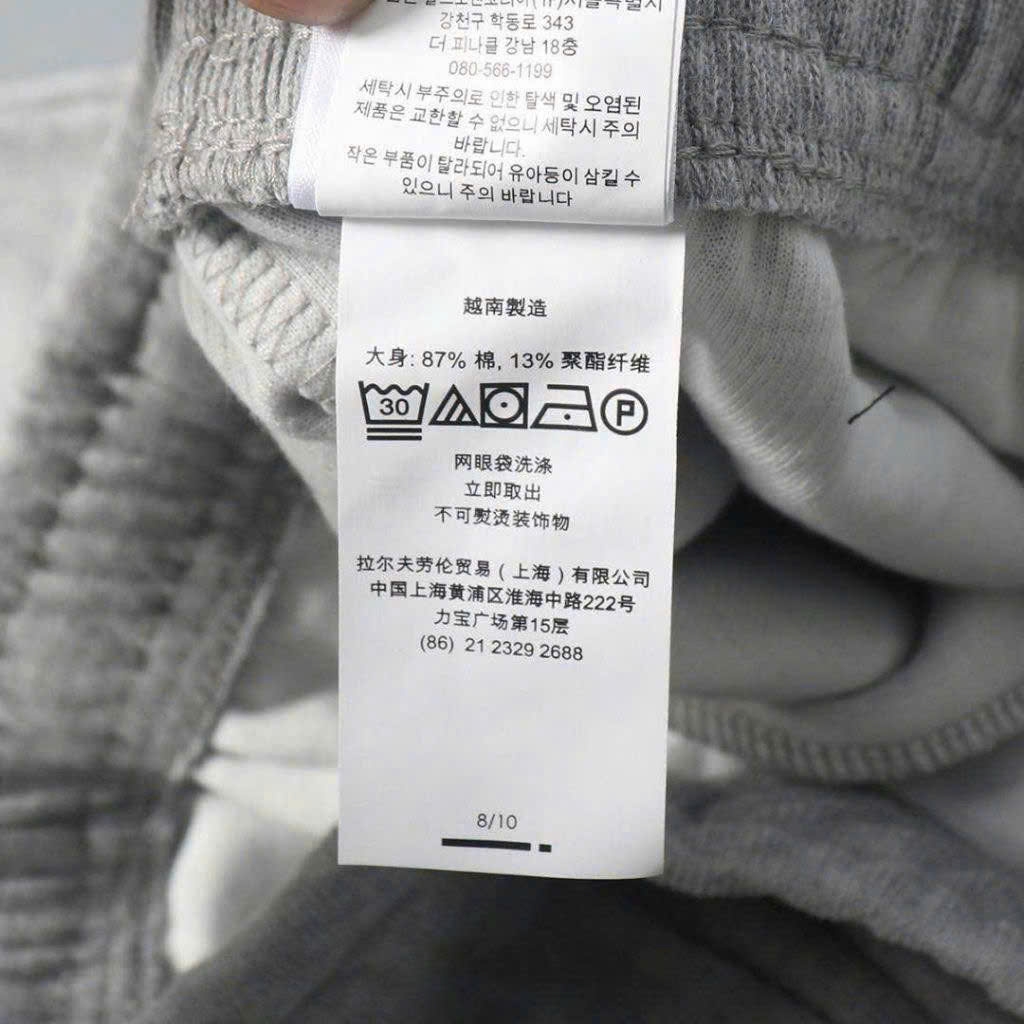 강천구 학동로 343
더 피나클 강남 18층
080-566-1199
세탁시 부주의로 인한 탈색 및 오염된
제품은 교환할 수 없으니 세탁시 주의
바랍니다.
작은 부품이 탈라되어 유아등이 삼킬 수
있으니 주의 바랍니다
越南製造
大身: 87% 棉, 13% 聚酯纤维
30 P
网眼袋洗涤
立即取出
不可熨烫装饰物
拉尔夫劳伦贸易（上海）有限公司
中国上海黄浦区淮海中路222号
力宝广场第15层
(86) 21 2329 2688
8/10